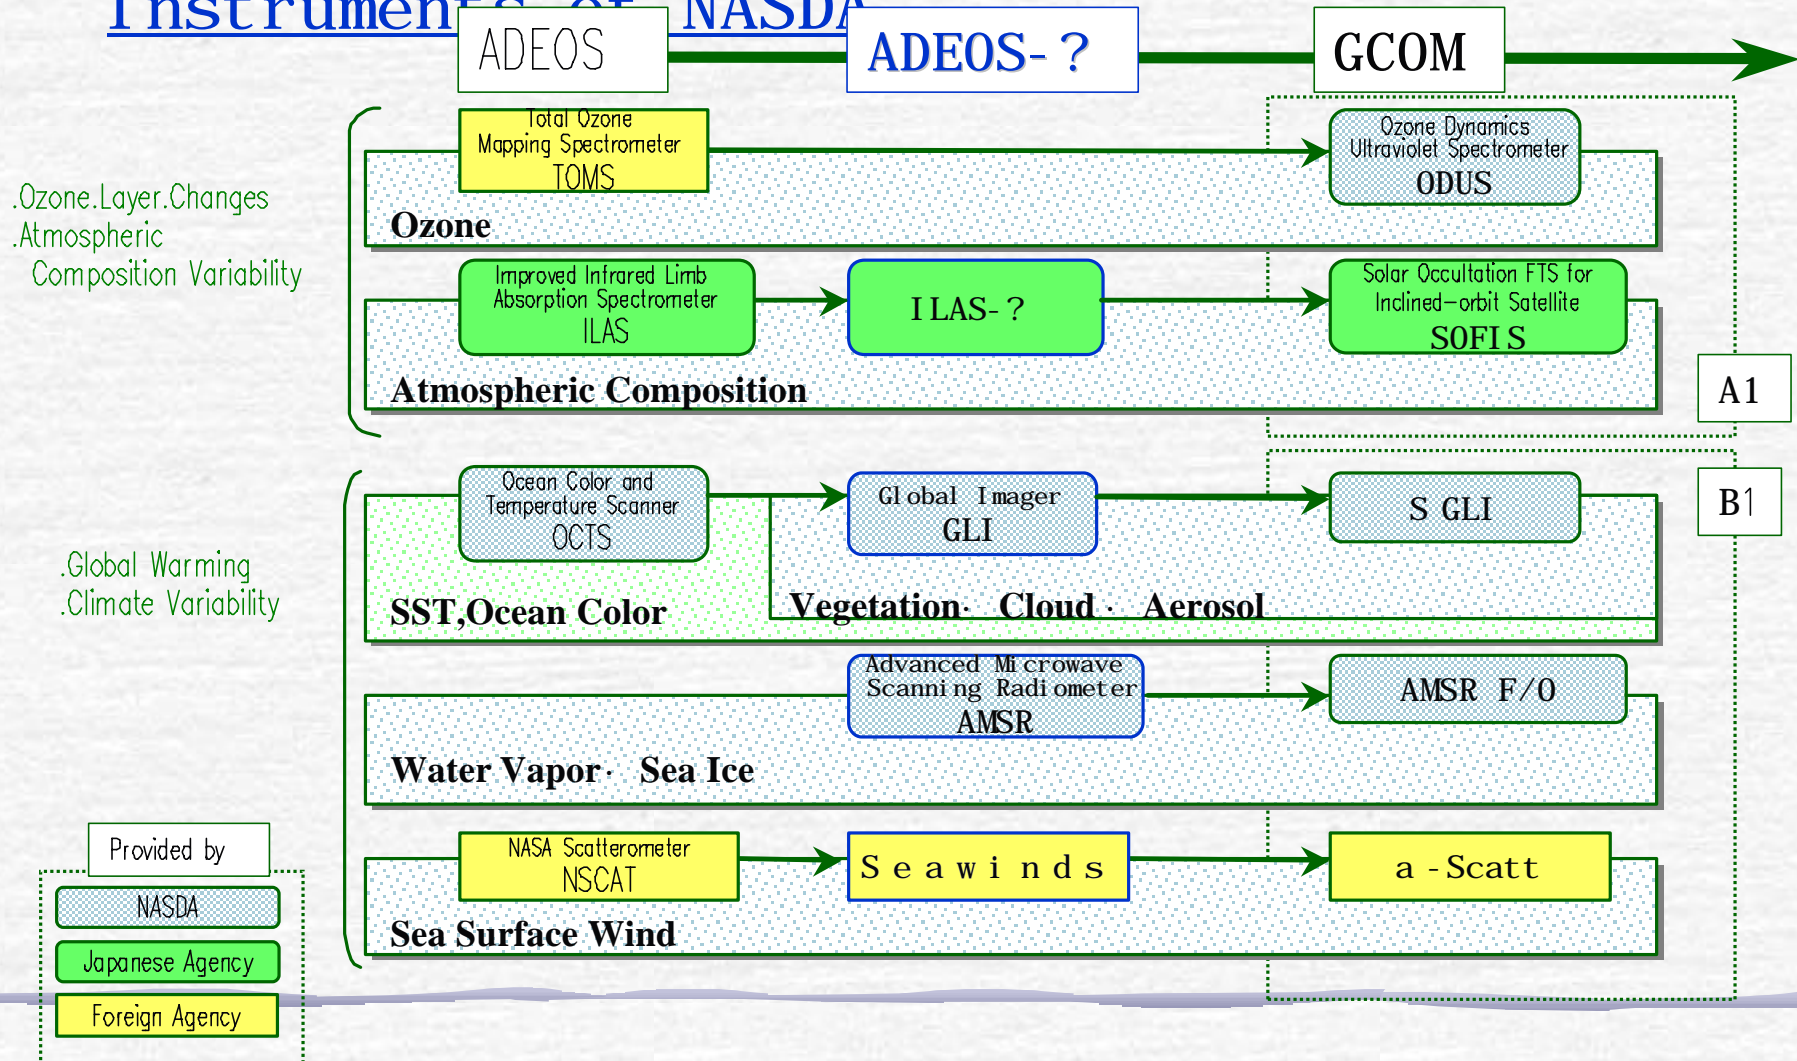 Instruments of NASDA
ADEOS
ADEOS-?
GCOM
.Ozone.Layer.Changes
.Atmospheric
Composition Variability
Total Ozone
Mapping Spectrometer
TOMS
Ozone Dynamics
Ultraviolet Spectrometer
ODUS
Ozone
Improved Infrared Limb
Absorption Spectrometer
ILAS
ILAS-?
Solar Occultation FTS for
Inclined-orbit Satellite
SOFIS
Atmospheric Composition
A1
.Global Warming
.Climate Variability
Ocean Color and
Temperature Scanner
OCTS
Global Imager
GLI
S GLI
B1
SST,Ocean Color
Vegetation· Cloud · Aerosol
Advanced Microwave
Scanning Radiometer
AMSR
AMSR F/O
Water Vapor· Sea Ice
NASA Scatterometer
NSCAT
Seawinds
a -Scatt
Sea Surface Wind
Provided by
NASDA
Japanese Agency
Foreign Agency